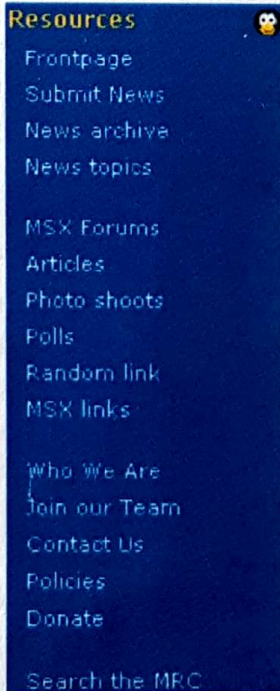 Resources
Frontpage
Submit News
News archive
News topics
MSX Forums
Articles
Photo shoots
Polls
Random link
MSX links
Who We Are
Join our Team
Contact Us
Policies
Donate
Search the MRC